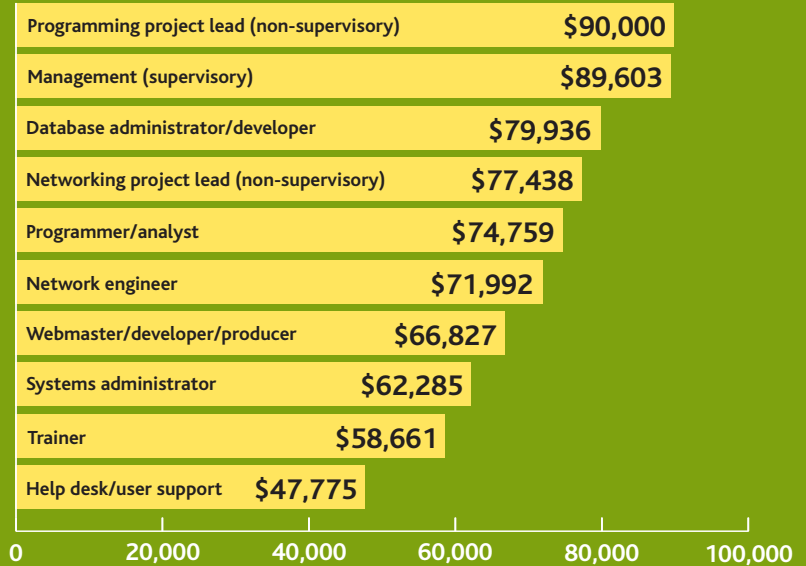 Programming project lead (non-supervisory) $90,000
Management (supervisory) $89,603
Database administrator/developer $79,936
Networking project lead (non-supervisory) $77,438
Programmer/analyst $74,759
Network engineer $71,992
Webmaster/developer/producer $66,827
Systems administrator $62,285
Trainer $58,661
Help desk/user support $47,775
0 20,000 40,000 60,000 80,000 100,000